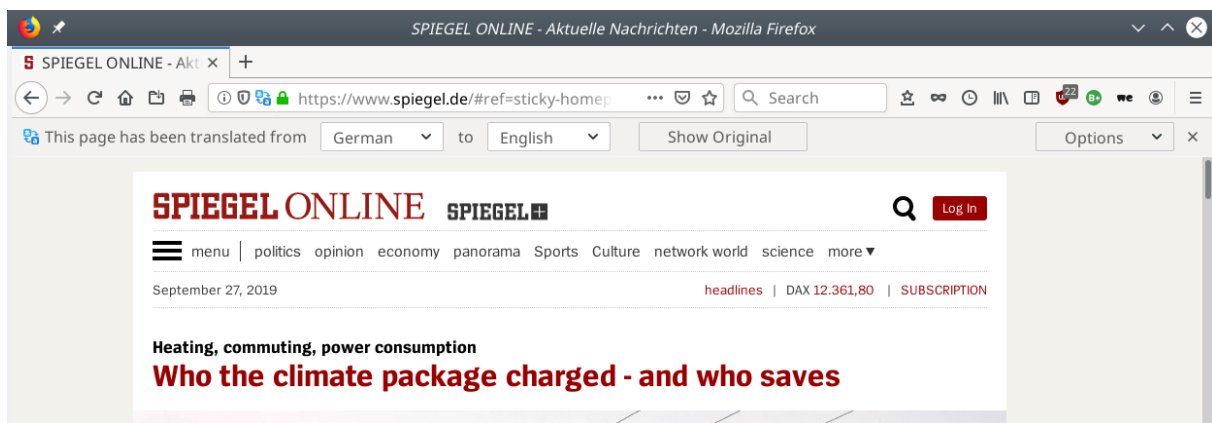 SPIEGEL ONLINE - Aktuelle Nachrichten - Mozilla Firefox
S SPIEGEL ONLINE - Akt
https://www.spiegel.de/#ref=sticky-homep Search 22
This page has been translated from German to English Show Original Options
SPIEGEL ONLINE SPIEGEL+ Log In
menu | politics opinion economy panorama Sports Culture network world science more ▼
September 27, 2019 headlines | DAX 12.361,80 | SUBSCRIPTION
Heating, commuting, power consumption
Who the climate package charged - and who saves